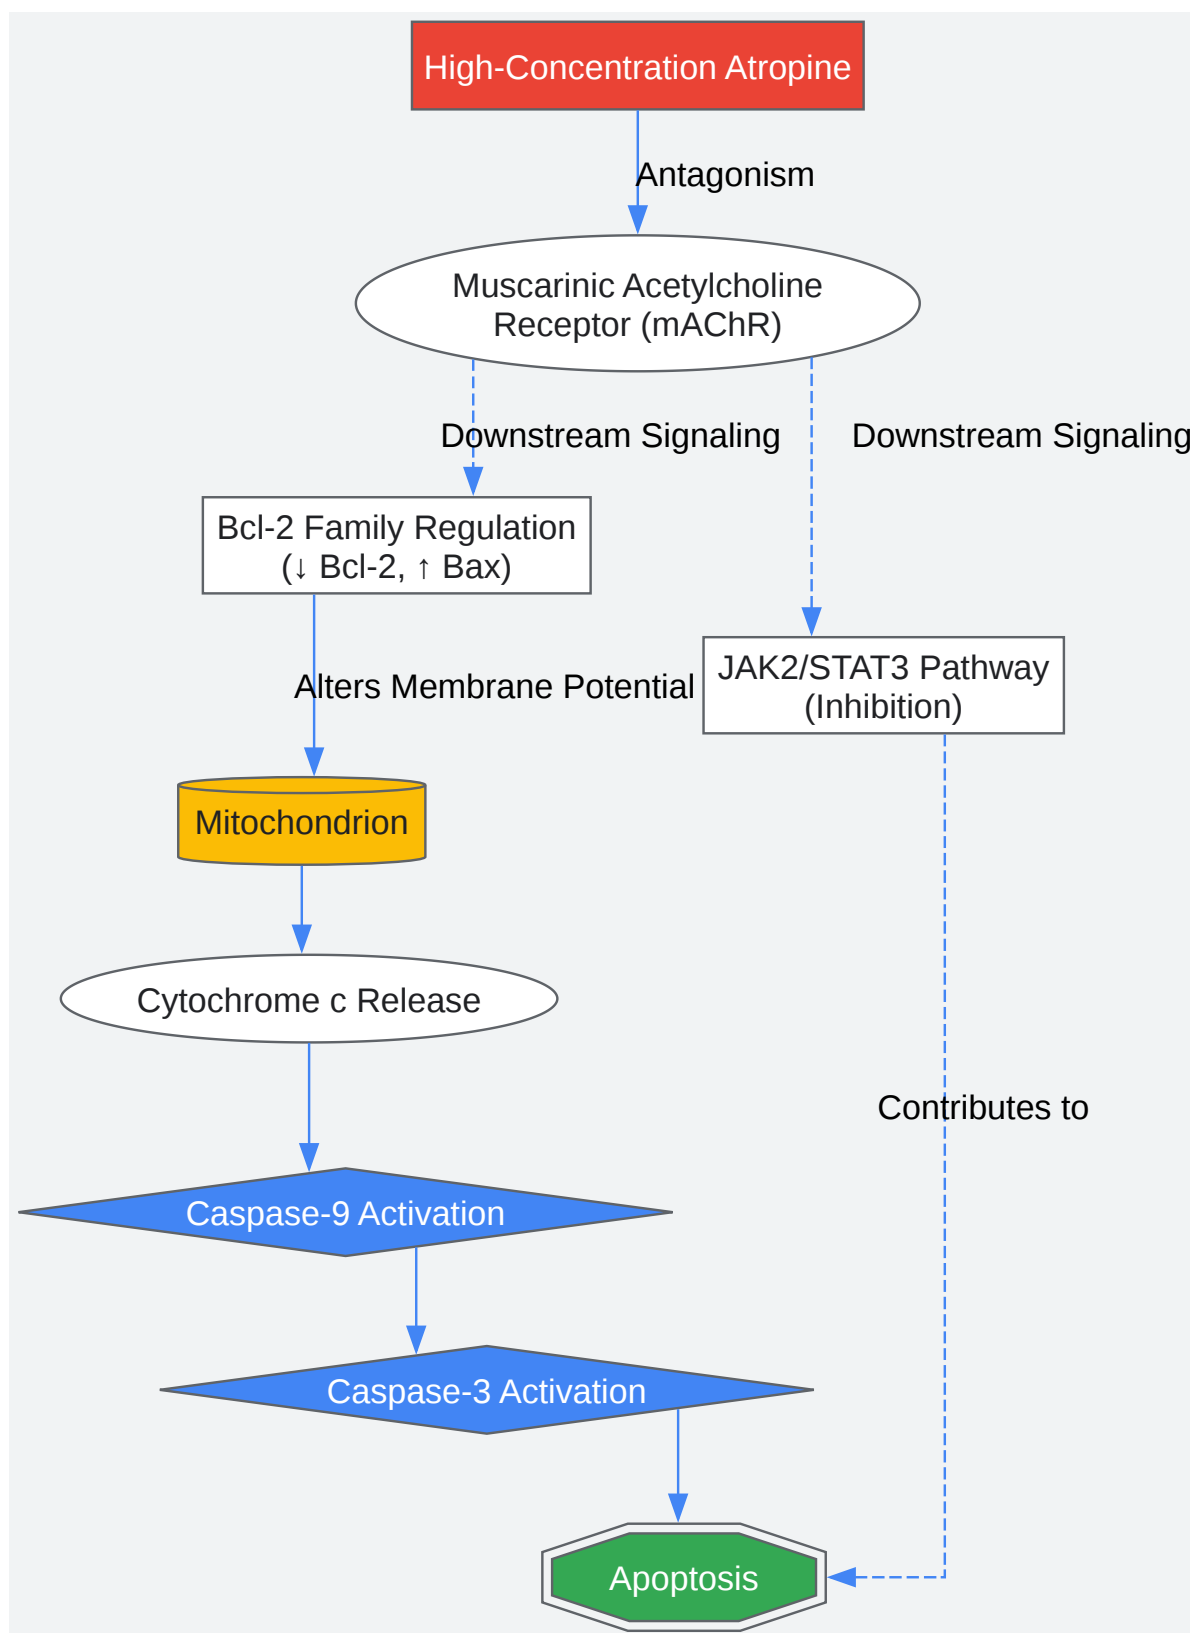 High-Concentration Atropine
Antagonism
Muscarinic Acetylcholine
Receptor (mAChR)
Downstream Signaling
Downstream Signaling
Bcl-2 Family Regulation
(↓ Bcl-2, ↑ Bax)
JAK2/STAT3 Pathway
(Inhibition)
Alters Membrane Potential
Mitochondrion
Cytochrome c Release
Contributes to
Caspase-9 Activation
Caspase-3 Activation
Apoptosis